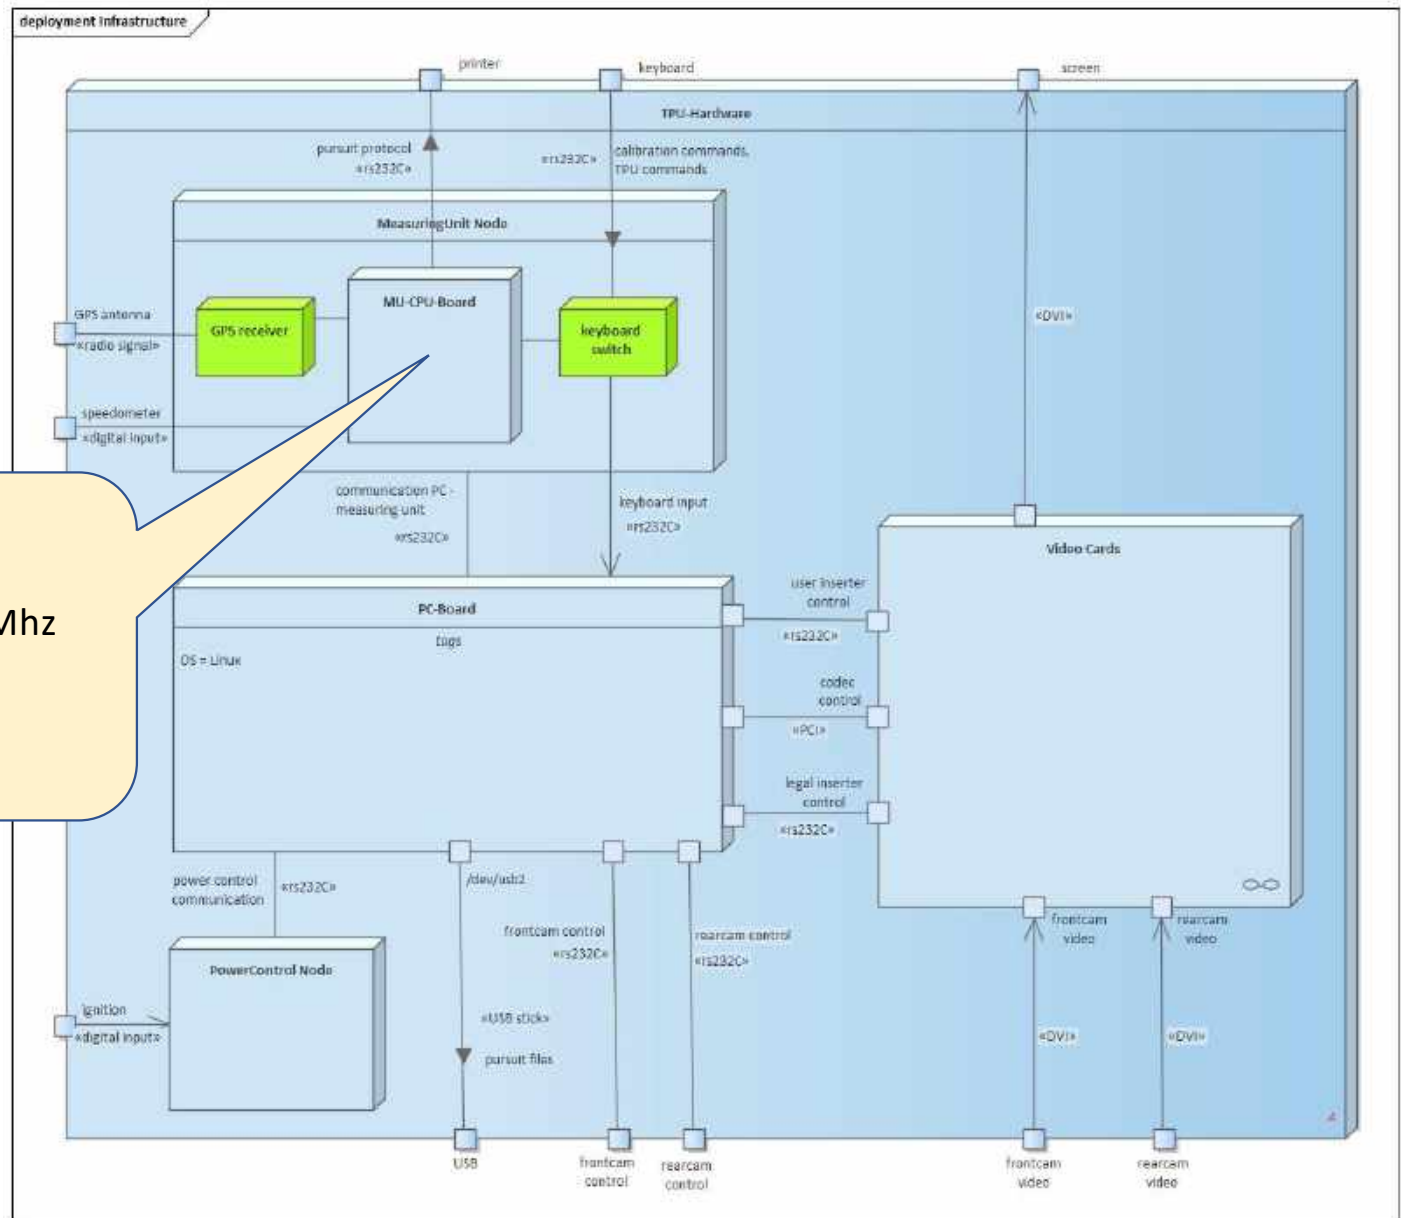 deployment Infrastructure
printer
keyboard
screen
TPU-Hardware
pursuit protocol
«rs232C»
«rs232C»
calibration commands,
TPU commands
MeasuringUnit Node
MU-CPU-Board
GPS receiver
keyboard
switch
GPS antenna
«radio signal»
«DVI»
speedometer
«digital input»
communication PC -
measuring unit
«rs232C»
keyboard input
«rs232C»
Video Cards
Mhz
PC-Board
tags
OS = Linux
user inserter
control
«rs232C»
codec
control
«PCI»
legal inserter
control
«rs232C»
power control
communication
«rs232C»
/dev/usb2
frontcam control
«rs232C»
rearcam control
«rs232C»
frontcam
video
rearcam
video
PowerControl Node
ignition
«digital input»
«USB stick»
pursuit files
«DVI»
«DVI»
USB
frontcam
control
rearcam
control
frontcam
video
rearcam
video